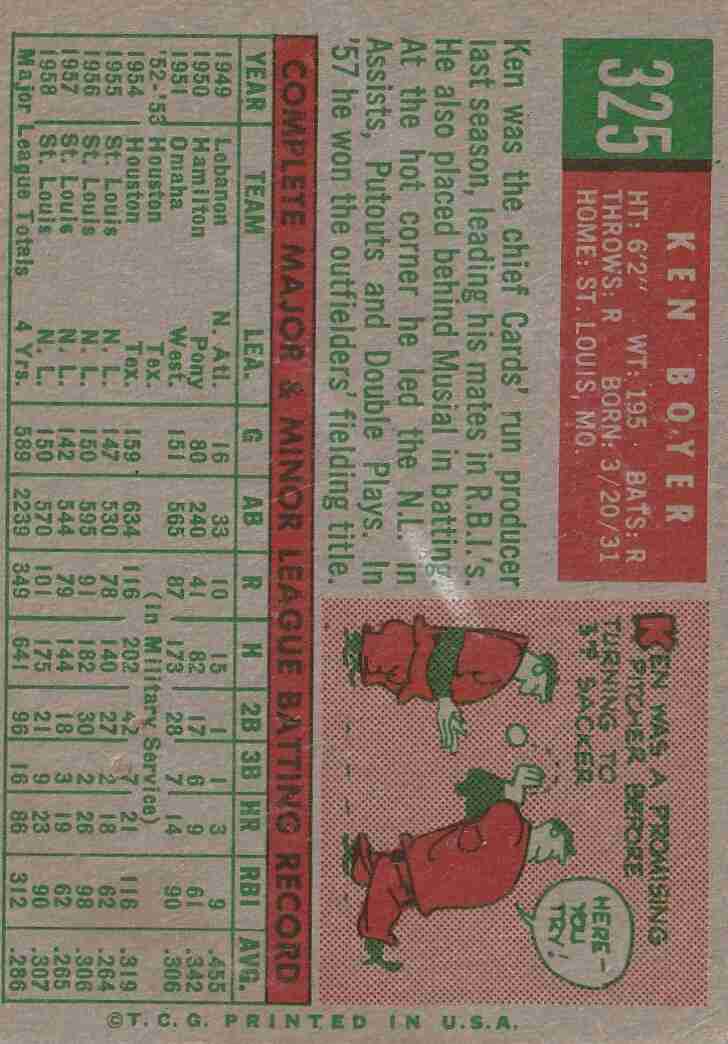 325
KEN BOYER
HT: 6'2" WT: 195 BATS: R
THROWS: R BORN: 3/20/31
HOME: ST. LOUIS, MO.
Ken was the chief Cards' run producer
last season, leading his mates in R.B.I.'s.
He also placed behind Musial in batting
At the hot corner he led the N.L. in
Assists, Putouts and Double Plays. In
'57 he won the outfielders' fielding title.
KEN WAS A PROMISING
PITCHER BEFORE
TURNING TO
3rd SACKER
HERE-
YOU
TRY!
COMPLETE MAJOR & MINOR LEAGUE BATTING RECORD
YEAR TEAM LEA. G AB R H 2B 3B HR RBI AVG.
1949 Lebanon N. Atl. 16 33 10 15 1 1 3 9 .455
1950 Hamilton Pony 80 240 41 82 17 6 9 61 .342
1951 Omaha West. 151 565 87 173 28 7 14 90 .306
'52-'53 Houston Tex. (In Military Service)
1954 Houston Tex. 159 634 116 202 42 7 21 116 .319
1955 St. Louis N. L. 147 530 78 140 27 2 18 62 .264
1956 St. Louis N. L. 150 595 91 182 30 2 26 98 .306
1957 St. Louis N. L. 142 544 79 144 18 3 19 62 .265
1958 St. Louis N. L. 150 570 101 175 21 9 23 90 .307
Major League Totals 4 Yrs. 589 2239 349 641 96 16 86 312 .286
©T. C. G. PRINTED IN U.S.A.